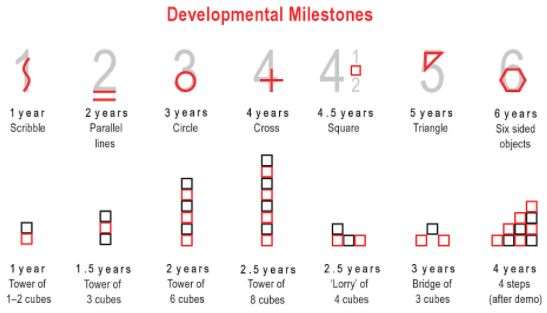 Developmental Milestones
1 2 3 4 4 1/2 5 6
1 year
Scribble
2 years
Parallel
lines
3 years
Circle
4 years
Cross
4.5 years
Square
5 years
Triangle
6 years
Six sided
objects
1 year
Tower of
1–2 cubes
1.5 years
Tower of
3 cubes
2 years
Tower of
6 cubes
2.5 years
Tower of
8 cubes
2.5 years
‘Lorry’ of
4 cubes
3 years
Bridge of
3 cubes
4 years
4 steps
(after demo)